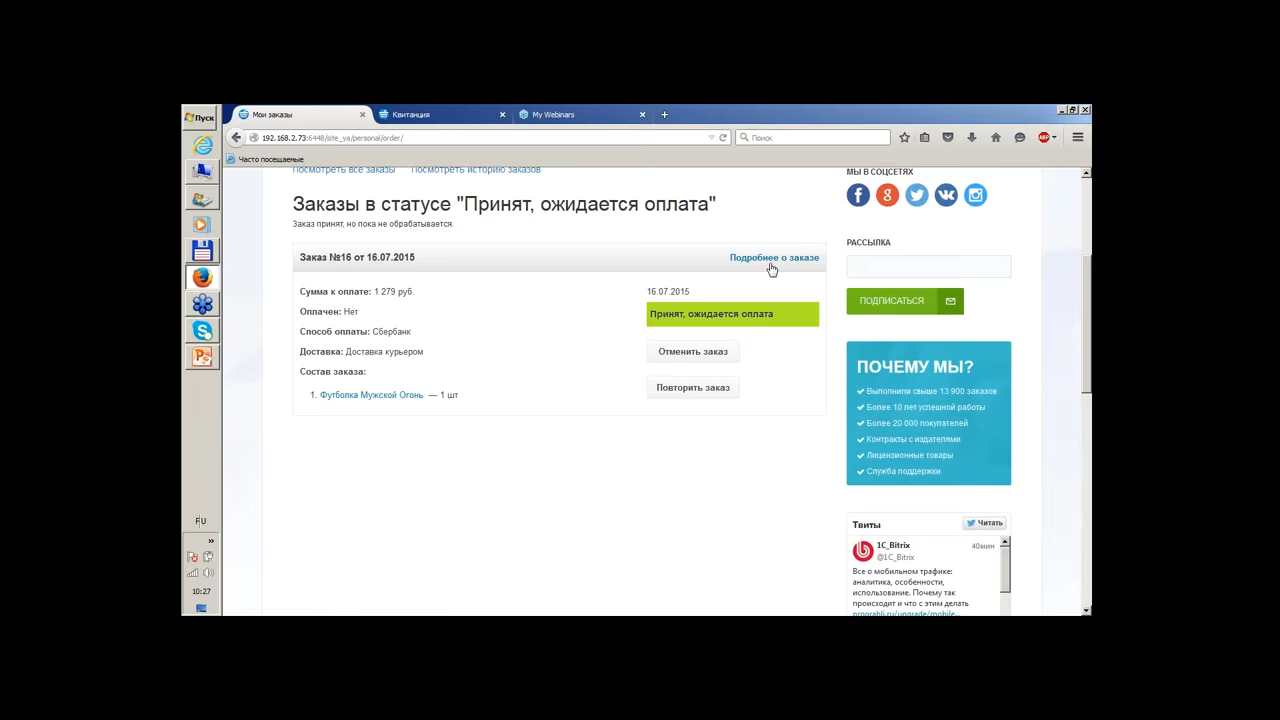 Пуск
Мои заказы
Квитанция
My Webinars
192.168.2.73:6448/site_ya/personal/order/
Поиск
ABP
Часто посещаемые
Посмотреть все заказы
Посмотреть историю заказов
Заказы в статусе "Принят, ожидается оплата"
Заказ принят, но пока не обрабатывается.
Заказ №16 от 16.07.2015
Подробнее о заказе
Сумма к оплате: 1 279 руб.
16.07.2015
Оплачен: Нет
Принят, ожидается оплата
Способ оплаты: Сбербанк
Доставка: Доставка курьером
Отменить заказ
Состав заказа:
Повторить заказ
1. Футболка Мужской Огонь — 1 шт
МЫ В СОЦСЕТЯХ
РАССЫЛКА
ПОДПИСАТЬСЯ
ПОЧЕМУ МЫ?
Выполнили свыше 13 900 заказов
Более 10 лет успешной работы
Более 20 000 покупателей
Контракты с издателями
Лицензионные товары
Служба поддержки
Твиты
Читать
1C_Bitrix
40мин
@1C_Bitrix
Все о мобильном трафике:
аналитика, особенности,
использование. Почему так
происходит и что с этим делать
prograbli.ru/upgrade/mobile...
10:27